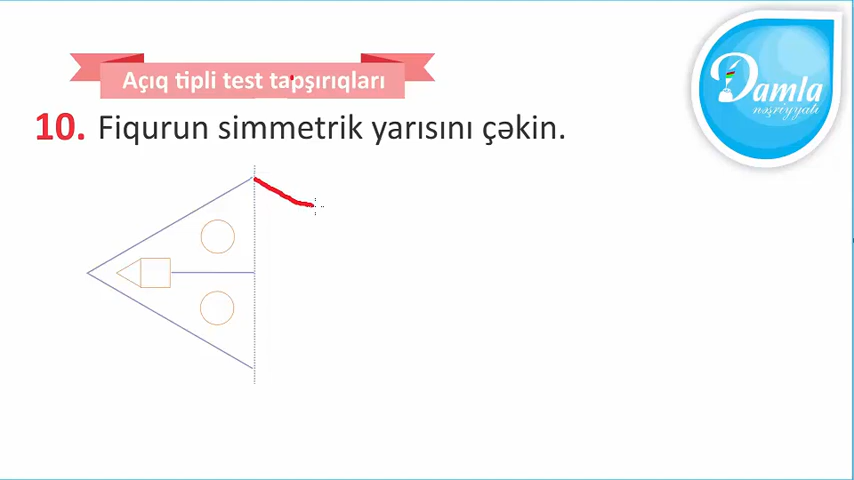 Açıq tipli test tapşırıqları
10. Fiqurun simmetrik yarısını çəkin.
Damla
nəşriyyatı